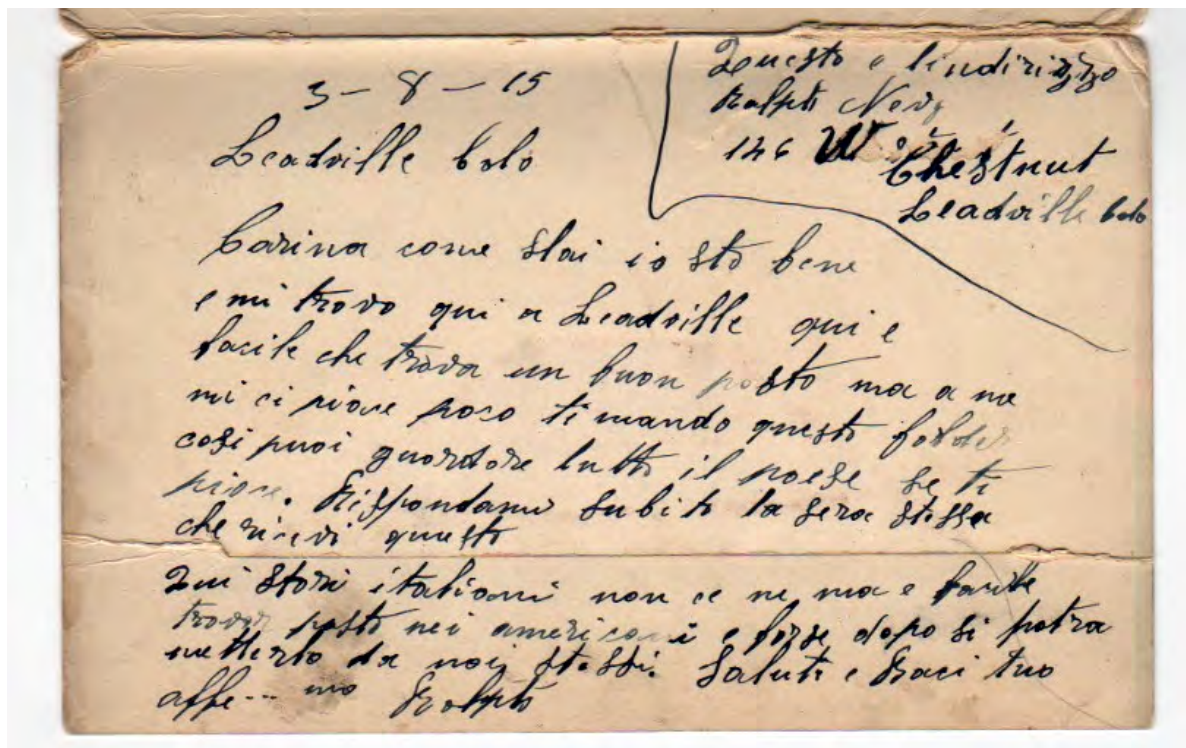 3 - 8 - 15
Leadville Colo
Questo e lindirizzo
Ralph
146 W. Chestnut
Leadville Colo
Carina come stai io sto bene
e mi trovo qui a Leadville qui e
facile che trova un buon posto ma a me
mi ci piace poco ti mando questo folder
cosi puoi guardare tutto il paese se ti
piace. Rispondami subito la sera stessa
che ricevi questo
Qui stori italiani non ce ne ma e facile
trovar posto nei americani e forse dopo si potra
metterlo da noi stessi. Saluti e Baci tuo
affe... mo Ralph